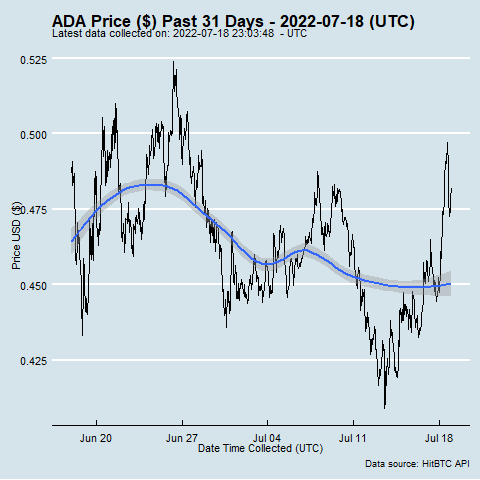 ADA Price ($) Past 31 Days - 2022-07-18 (UTC)
Latest data collected on: 2022-07-18 23:03:48 - UTC
0.525
0.500
0.475
0.450
0.425
Price USD ($)
Jun 20
Jun 27
Jul 04
Jul 11
Jul 18
Date Time Collected (UTC)
Data source: HitBTC API